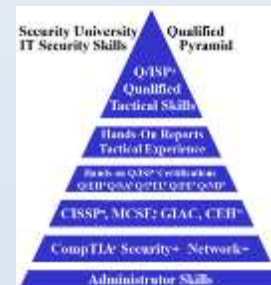 Security University Qualified
IT Security Skills Pyramid
Q/ISP®
Qualified
Tactical Skills
Hands-On Reports
Tactical Experience
Hands-on Q/ISP® Certifications
CISSP®, MCSE® GIAC, CEH™
CompTIA® Security+ Network+
Administrator Skills